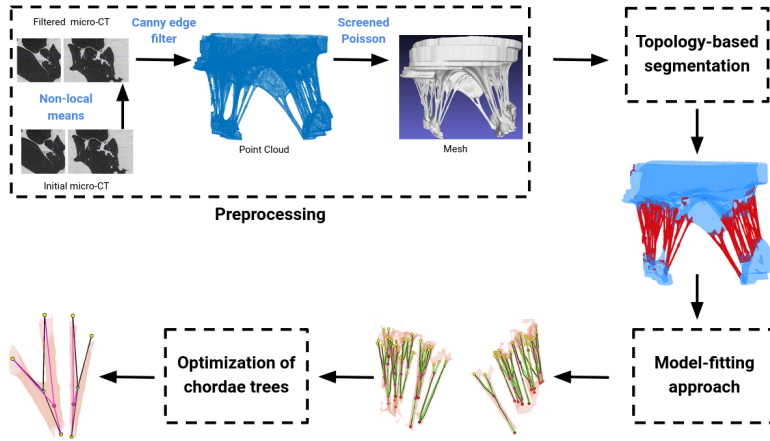 Filtered micro-CT
Canny edge
filter
Screened
Poisson
Topology-based
segmentation
Non-local
means
Point Cloud
Mesh
Initial micro-CT
Preprocessing
Optimization of
chordae trees
Model-fitting
approach